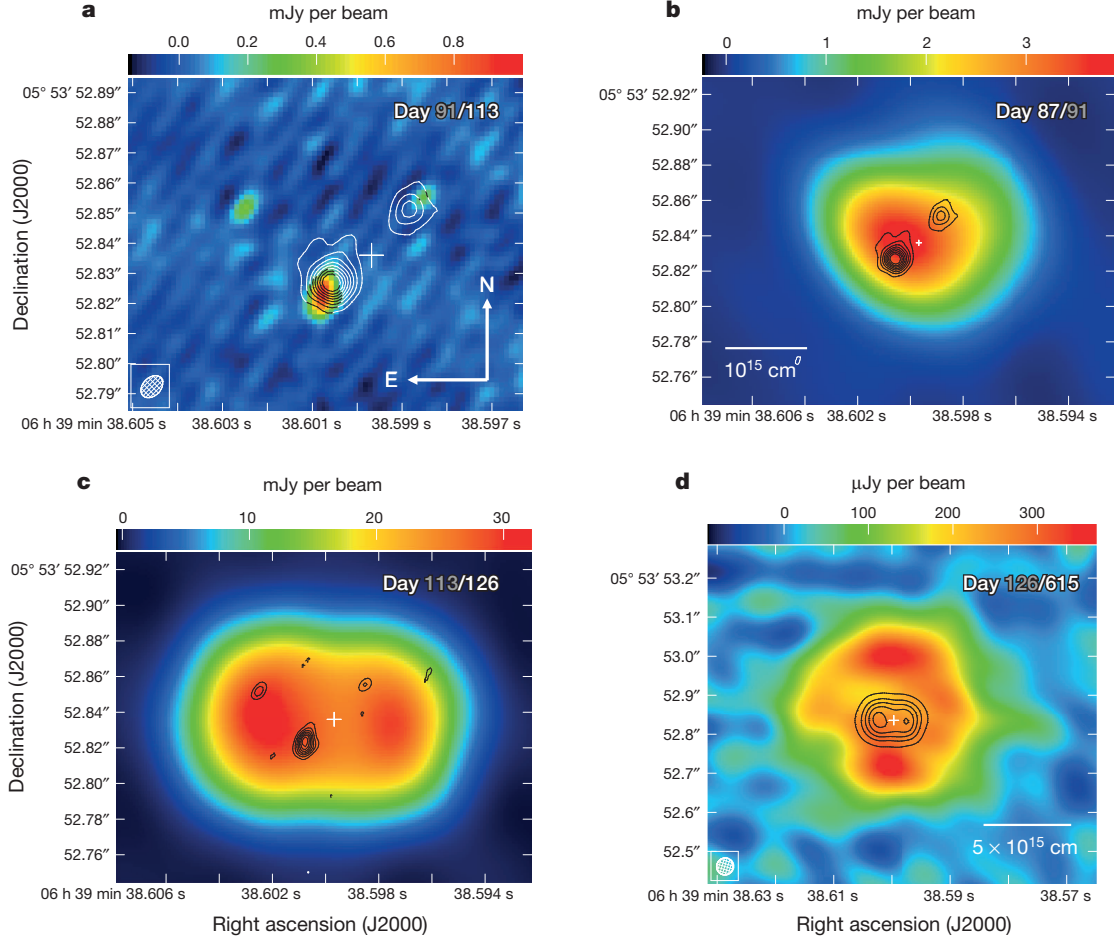 a
mJy per beam
0.0 0.2 0.4 0.6 0.8
Day 91/113
05° 53′ 52.89″
52.88″
52.87″
52.86″
52.85″
52.84″
52.83″
52.82″
52.81″
52.80″
52.79″
Declination (J2000)
N
E
06 h 39 min 38.605 s 38.603 s 38.601 s 38.599 s 38.597 s
b
mJy per beam
0 1 2 3
Day 87/91
05° 53′ 52.92″
52.90″
52.88″
52.86″
52.84″
52.82″
52.80″
52.78″
52.76″
10¹⁵ cm
06 h 39 min 38.606 s 38.602 s 38.598 s 38.594 s
c
mJy per beam
0 10 20 30
Day 113/126
05° 53′ 52.92″
52.90″
52.88″
52.86″
52.84″
52.82″
52.80″
52.78″
52.76″
Declination (J2000)
06 h 39 min 38.606 s 38.602 s 38.598 s 38.594 s
Right ascension (J2000)
d
μJy per beam
0 100 200 300
Day 126/615
05° 53′ 53.2″
53.1″
53.0″
52.9″
52.8″
52.7″
52.6″
52.5″
5 × 10¹⁵ cm
06 h 39 min 38.63 s 38.61 s 38.59 s 38.57 s
Right ascension (J2000)